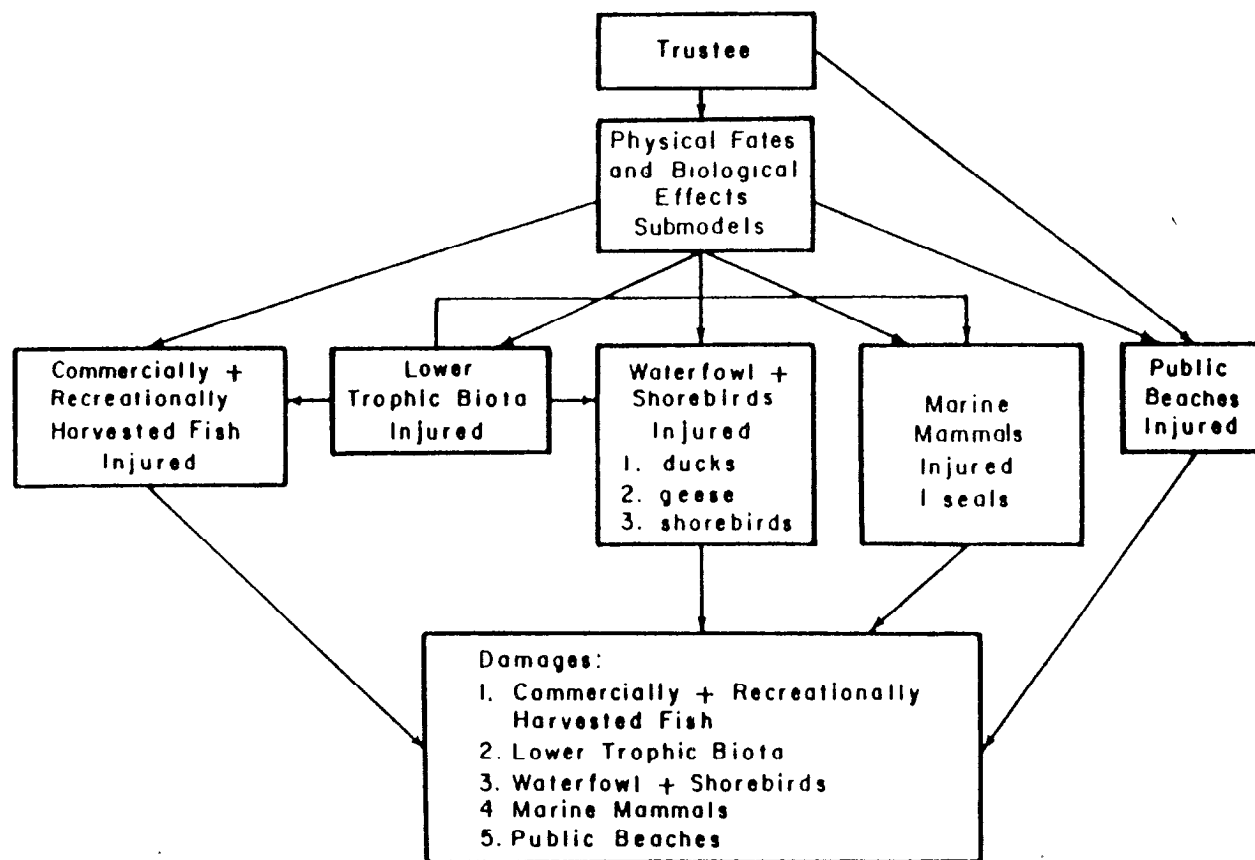 Trustee
Physical Fates
and Biological
Effects
Submodels
Commercially +
Recreationally
Harvested Fish
Injured
Lower
Trophic Biota
Injured
Waterfowl +
Shorebirds
Injured
1. ducks
2. geese
3. shorebirds
Marine
Mammals
Injured
1 seals
Public
Beaches
Injured
Damages:
1. Commercially + Recreationally
Harvested Fish
2. Lower Trophic Biota
3. Waterfowl + Shorebirds
4 Marine Mammals
5. Public Beaches